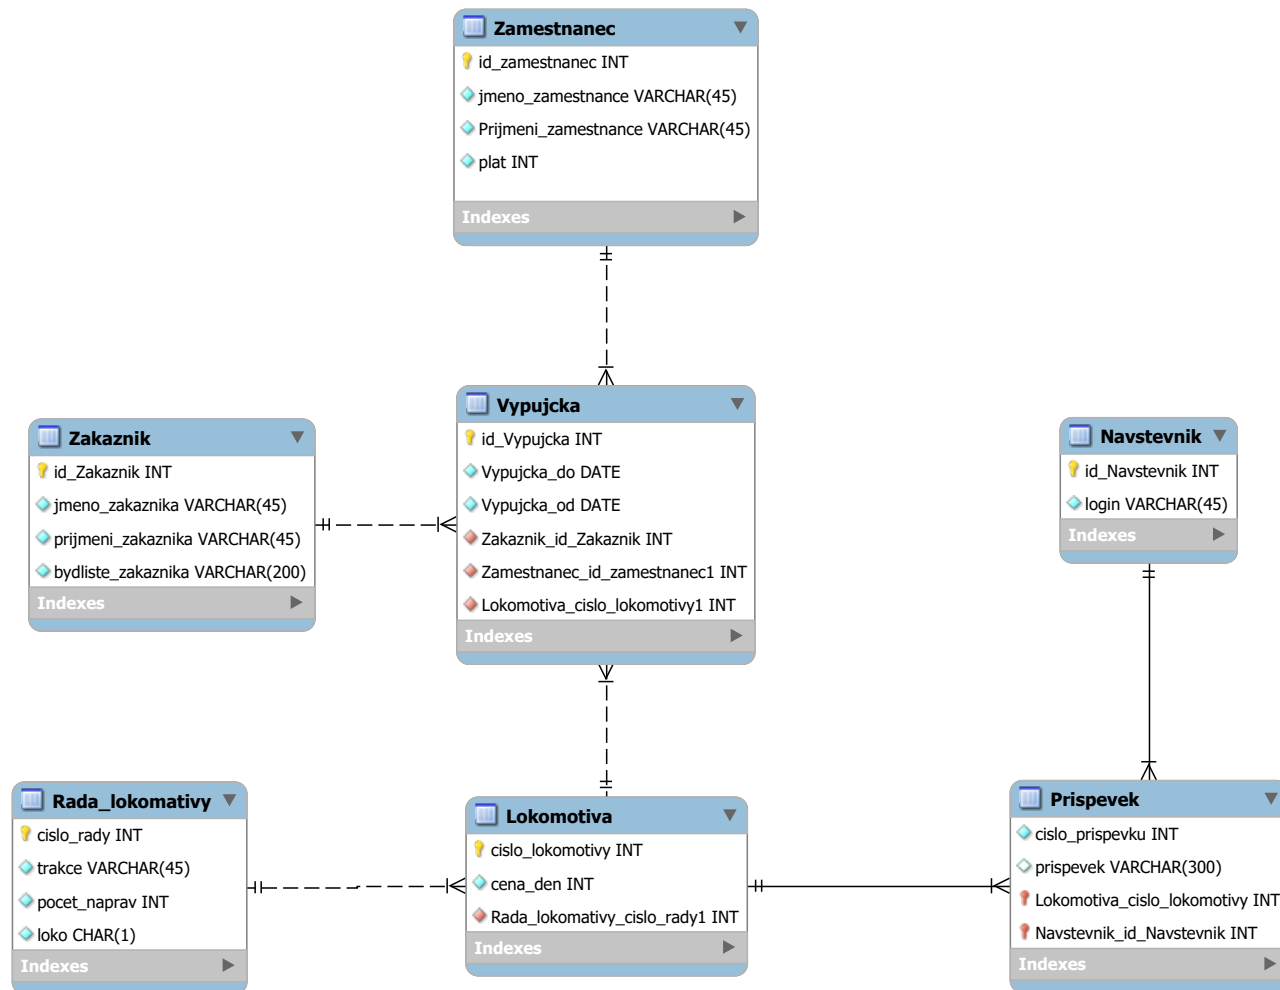 Zamestnanec
id_zamestnanec INT
jmeno_zamestnance VARCHAR(45)
Prijmeni_zamestnance VARCHAR(45)
plat INT
Indexes
Vypujcka
id_Vypujcka INT
Vypujcka_do DATE
Vypujcka_od DATE
Zakaznik_id_Zakaznik INT
Zamestnanec_id_zamestnanec1 INT
Lokomotiva_cislo_lokomotivy1 INT
Indexes
Zakaznik
id_Zakaznik INT
jmeno_zakaznika VARCHAR(45)
prijmeni_zakaznika VARCHAR(45)
bydliste_zakaznika VARCHAR(200)
Indexes
Navstevnik
id_Navstevnik INT
login VARCHAR(45)
Indexes
Rada_lokomativy
cislo_rady INT
trakce VARCHAR(45)
pocet_naprav INT
loko CHAR(1)
Indexes
Lokomotiva
cislo_lokomotivy INT
cena_den INT
Rada_lokomativy_cislo_rady1 INT
Indexes
Prispevek
cislo_prispevku INT
prispevek VARCHAR(300)
Lokomotiva_cislo_lokomotivy INT
Navstevnik_id_Navstevnik INT
Indexes